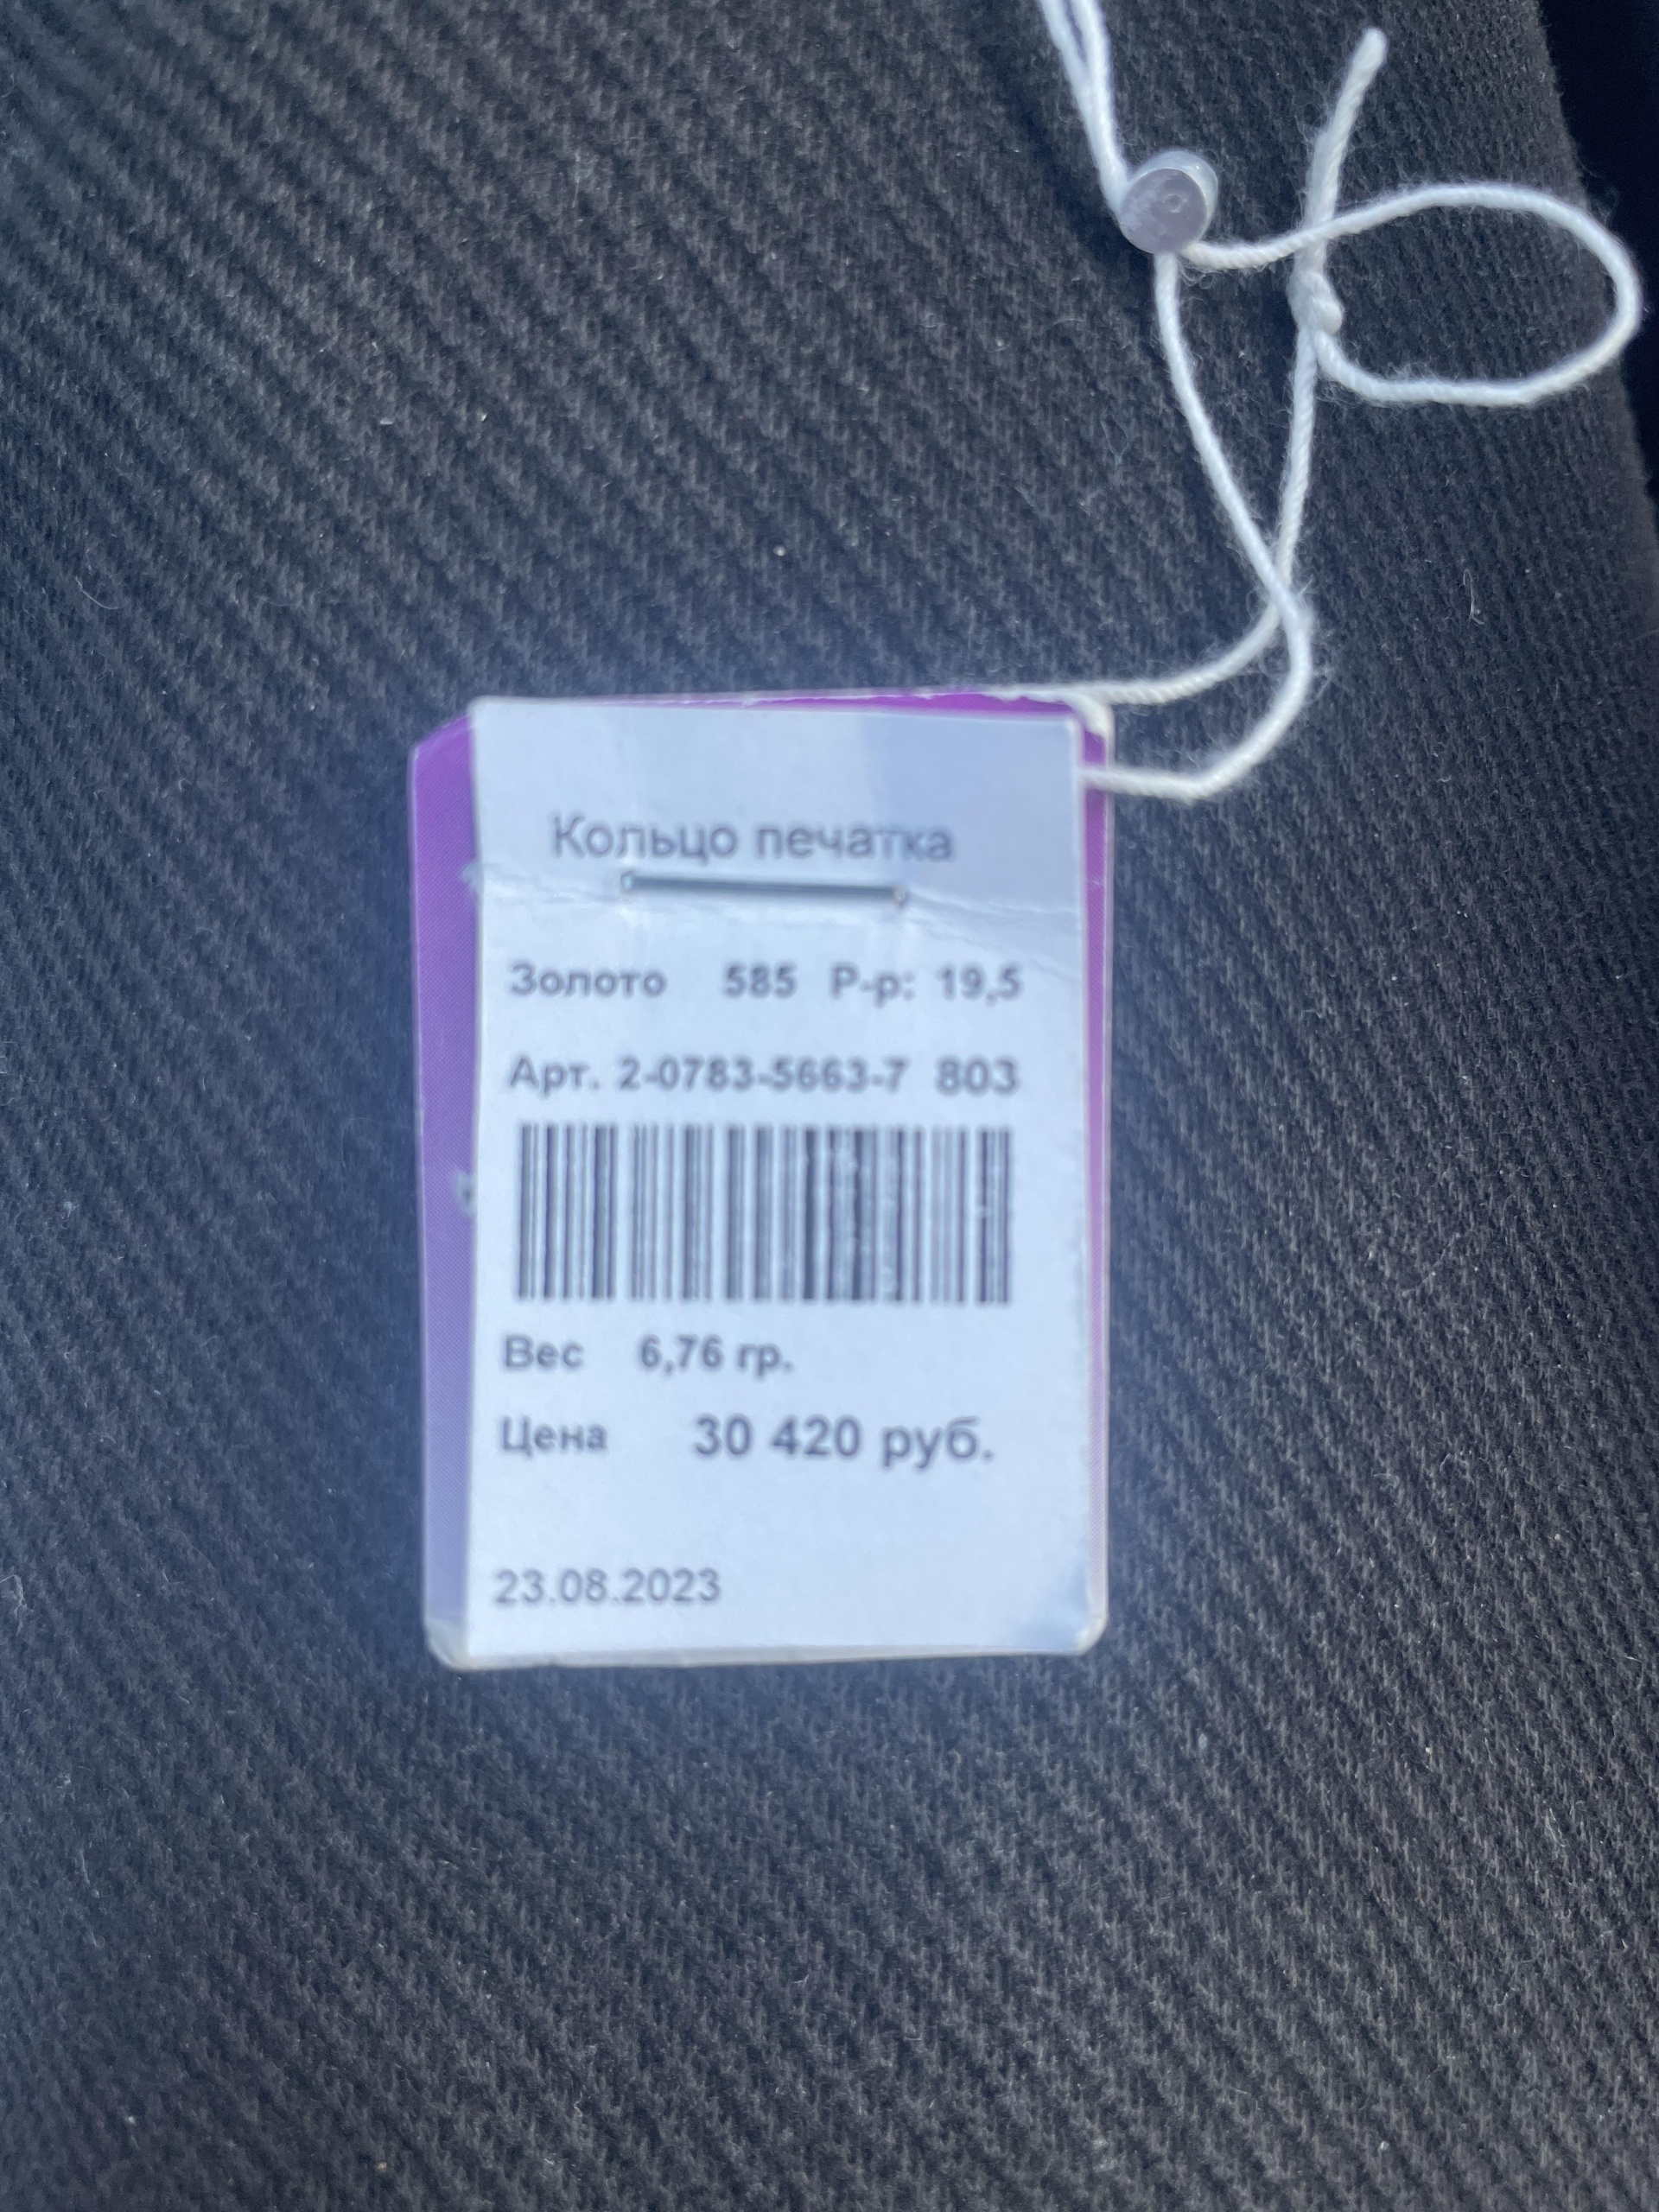 Кольцо печатка
Золото 585 Р-р: 19,5
Арт. 2-0783-5663-7 803
Вес 6,76 гр.
Цена 30 420 руб.
23.08.2023